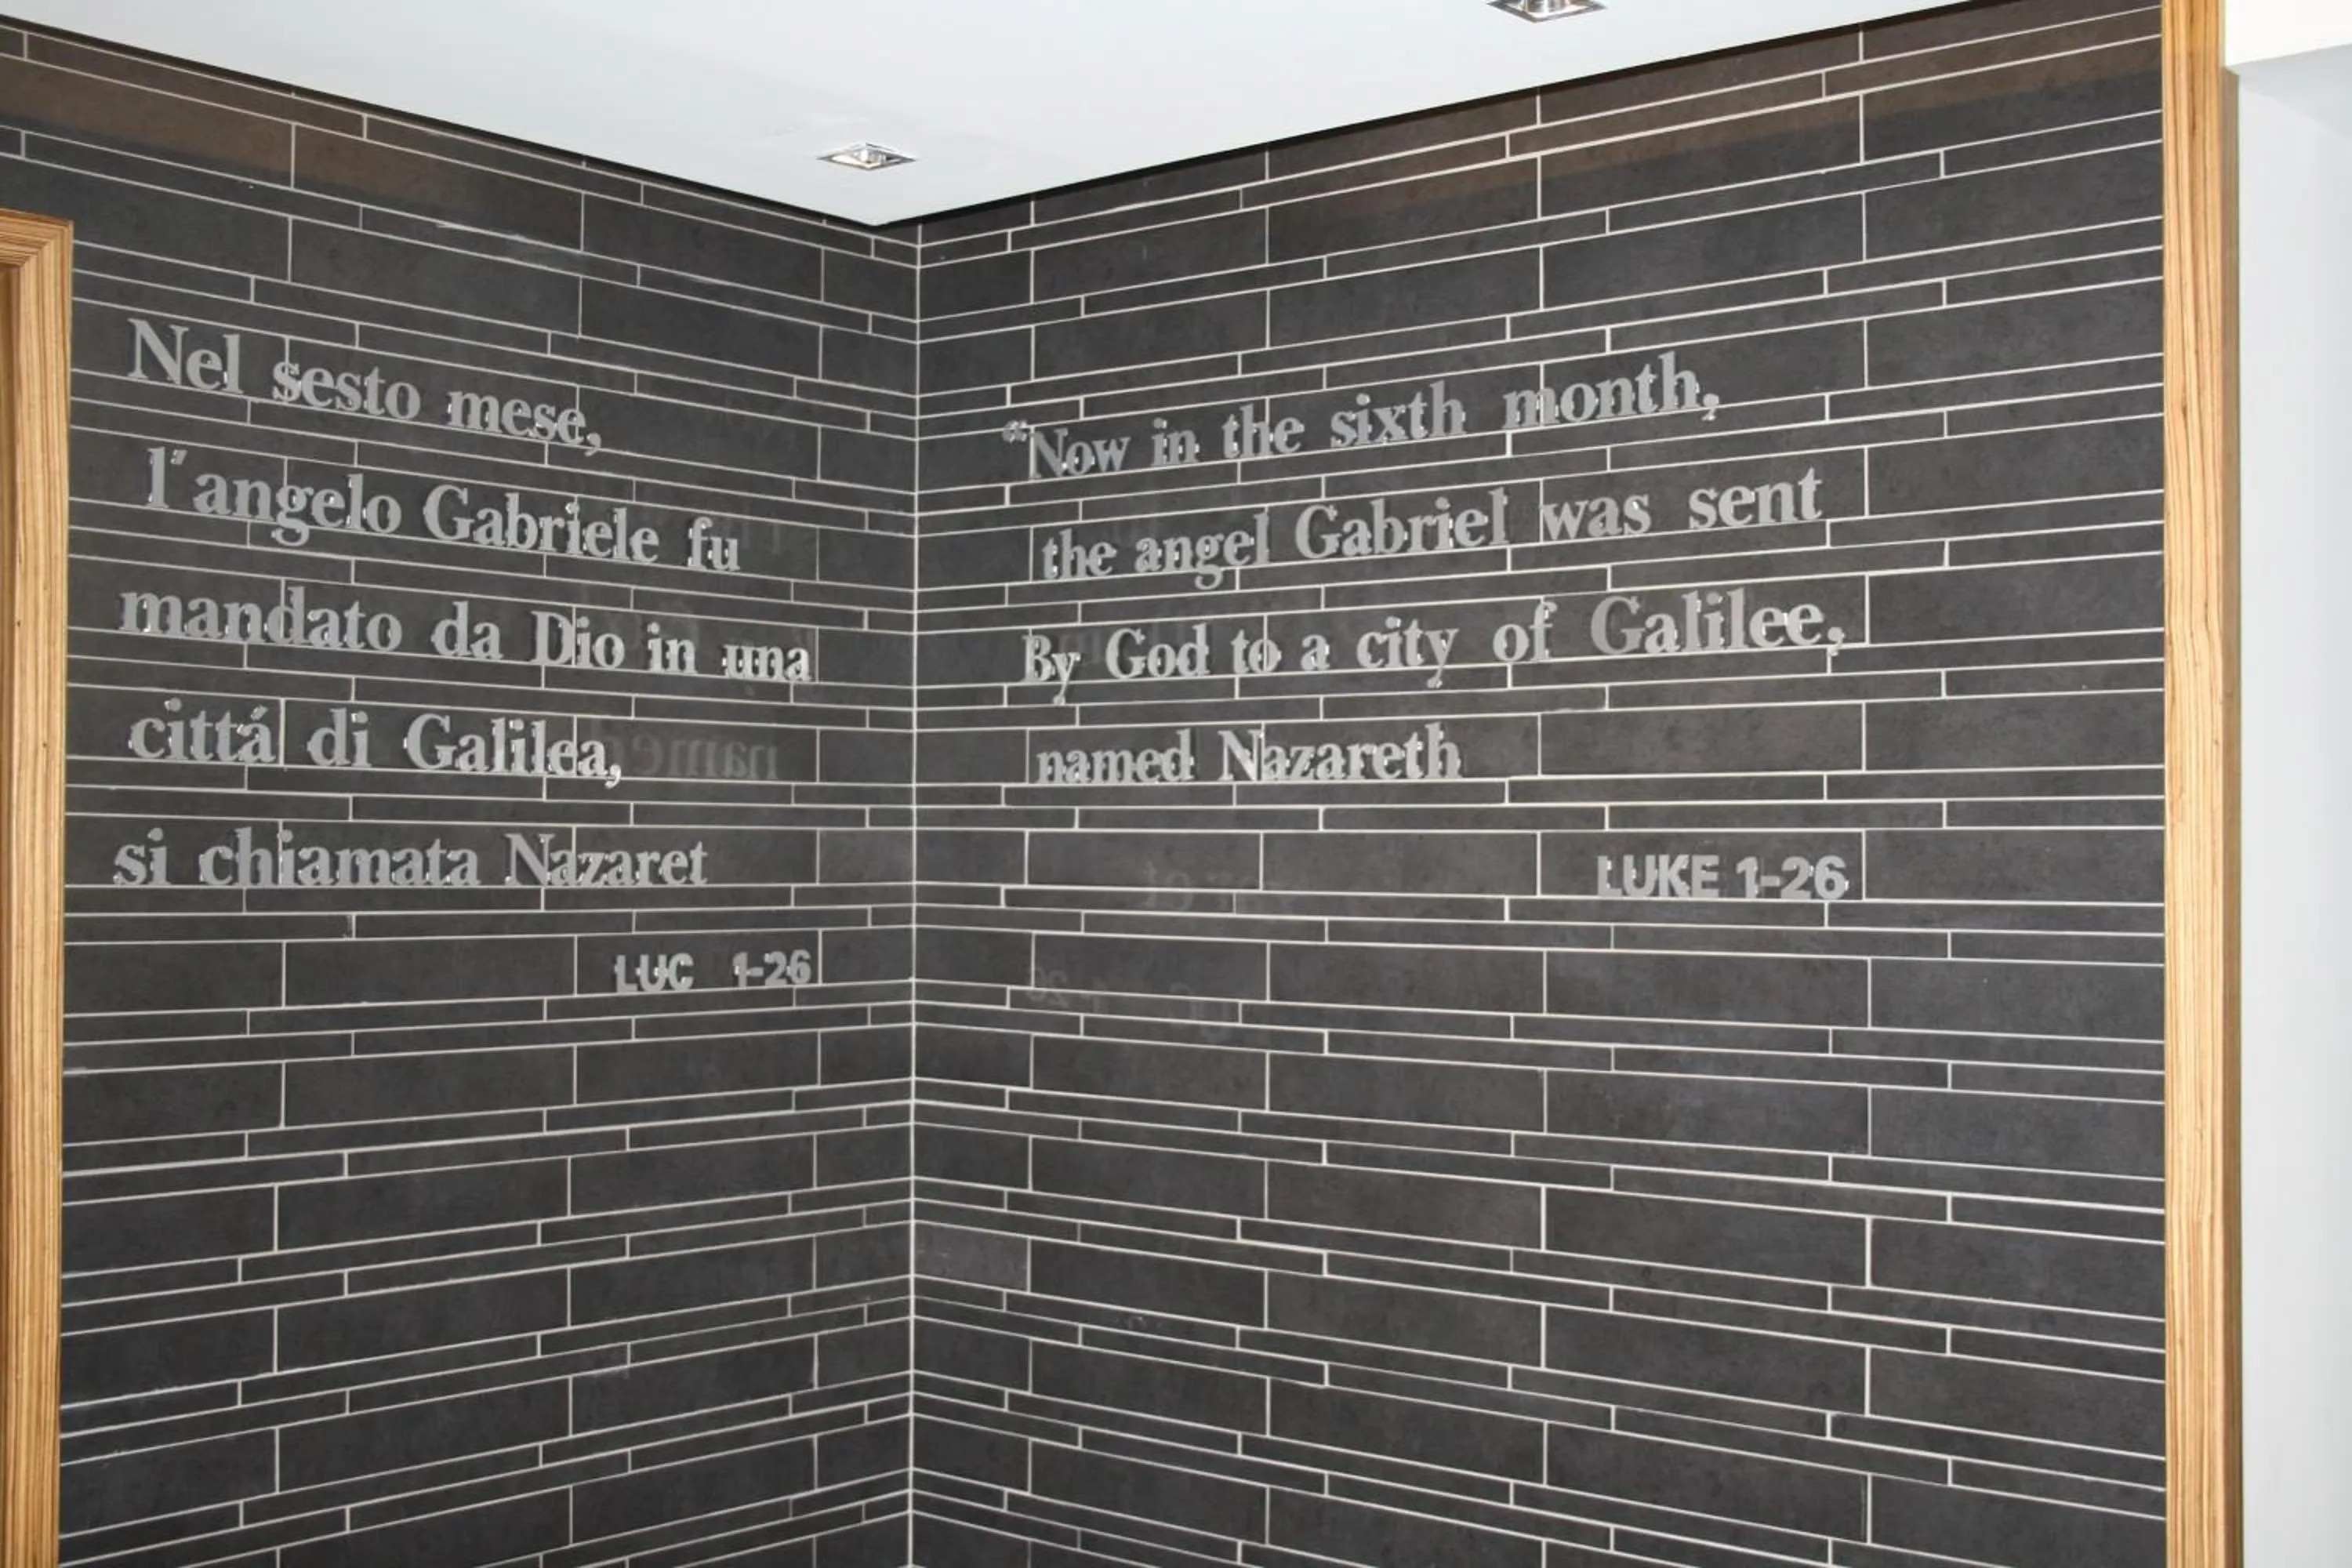 Nel sesto mese,
l'angelo Gabriele fu
mandato da Dio in una
cittá di Galilea,
si chiamata Nazaret
LUC 1-26
“Now in the sixth month,
the angel Gabriel was sent
By God to a city of Galilee,
named Nazareth
LUKE 1-26